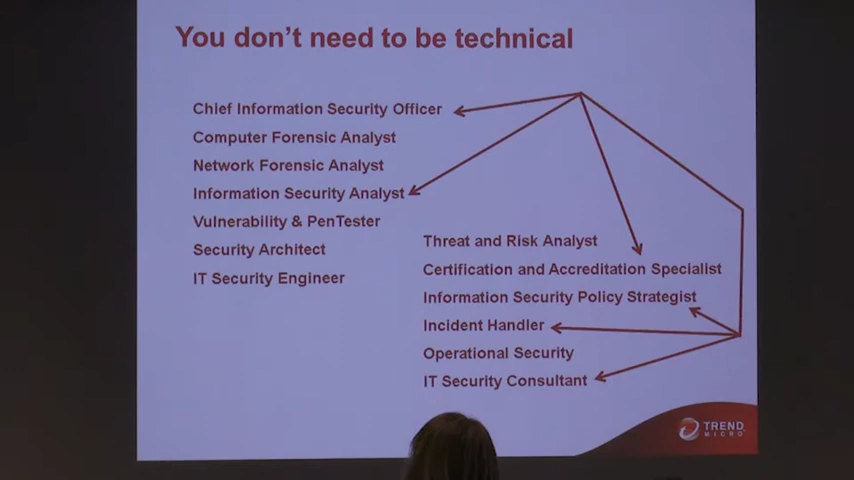 You don't need to be technical
Chief Information Security Officer
Computer Forensic Analyst
Network Forensic Analyst
Information Security Analyst
Vulnerability & PenTester
Security Architect
IT Security Engineer
Threat and Risk Analyst
Certification and Accreditation Specialist
Information Security Policy Strategist
Incident Handler
Operational Security
IT Security Consultant
TREND
MICRO